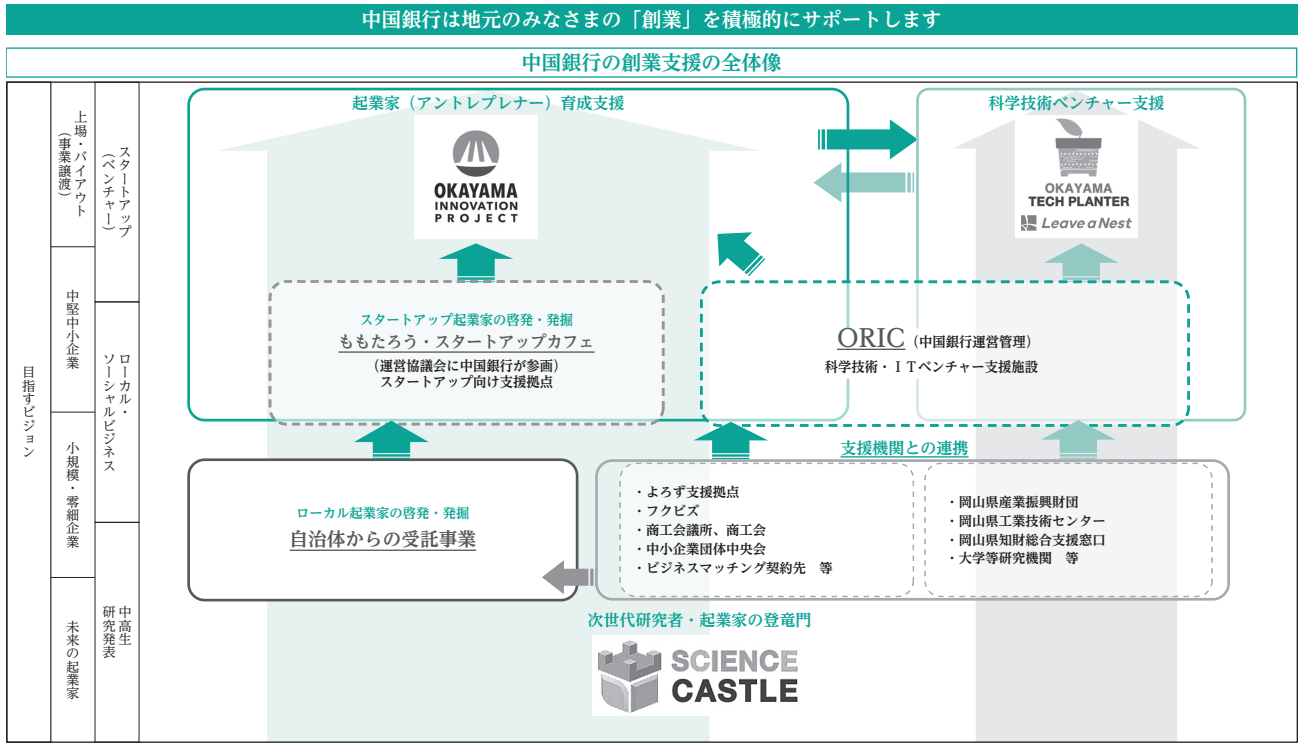 中国銀行は地元のみなさまの「創業」を積極的にサポートします
中国銀行の創業支援の全体像
目指すビジョン
上場・バイアウト
(事業譲渡)
中堅中小企業
小規模・零細企業
未来の起業家
スタートアップ
(ベンチャー)
ローカル・
ソーシャルビジネス
中高生
研究発表
起業家（アントレプレナー）育成支援
OKAYAMA
INNOVATION
PROJECT
科学技術ベンチャー支援
OKAYAMA
TECH PLANTER
Leave a Nest
スタートアップ起業家の啓発・発掘
ももたろう・スタートアップカフェ
(運営協議会に中国銀行が参画)
スタートアップ向け支援拠点
ORIC（中国銀行運営管理）
科学技術・ＩＴベンチャー支援施設
ローカル起業家の啓発・発掘
自治体からの受託事業
支援機関との連携
・よろず支援拠点
・フクビズ
・商工会議所、商工会
・中小企業団体中央会
・ビジネスマッチング契約先　等
・岡山県産業振興財団
・岡山県工業技術センター
・岡山県知財総合支援窓口
・大学等研究機関　等
次世代研究者・起業家の登竜門
SCIENCE
CASTLE